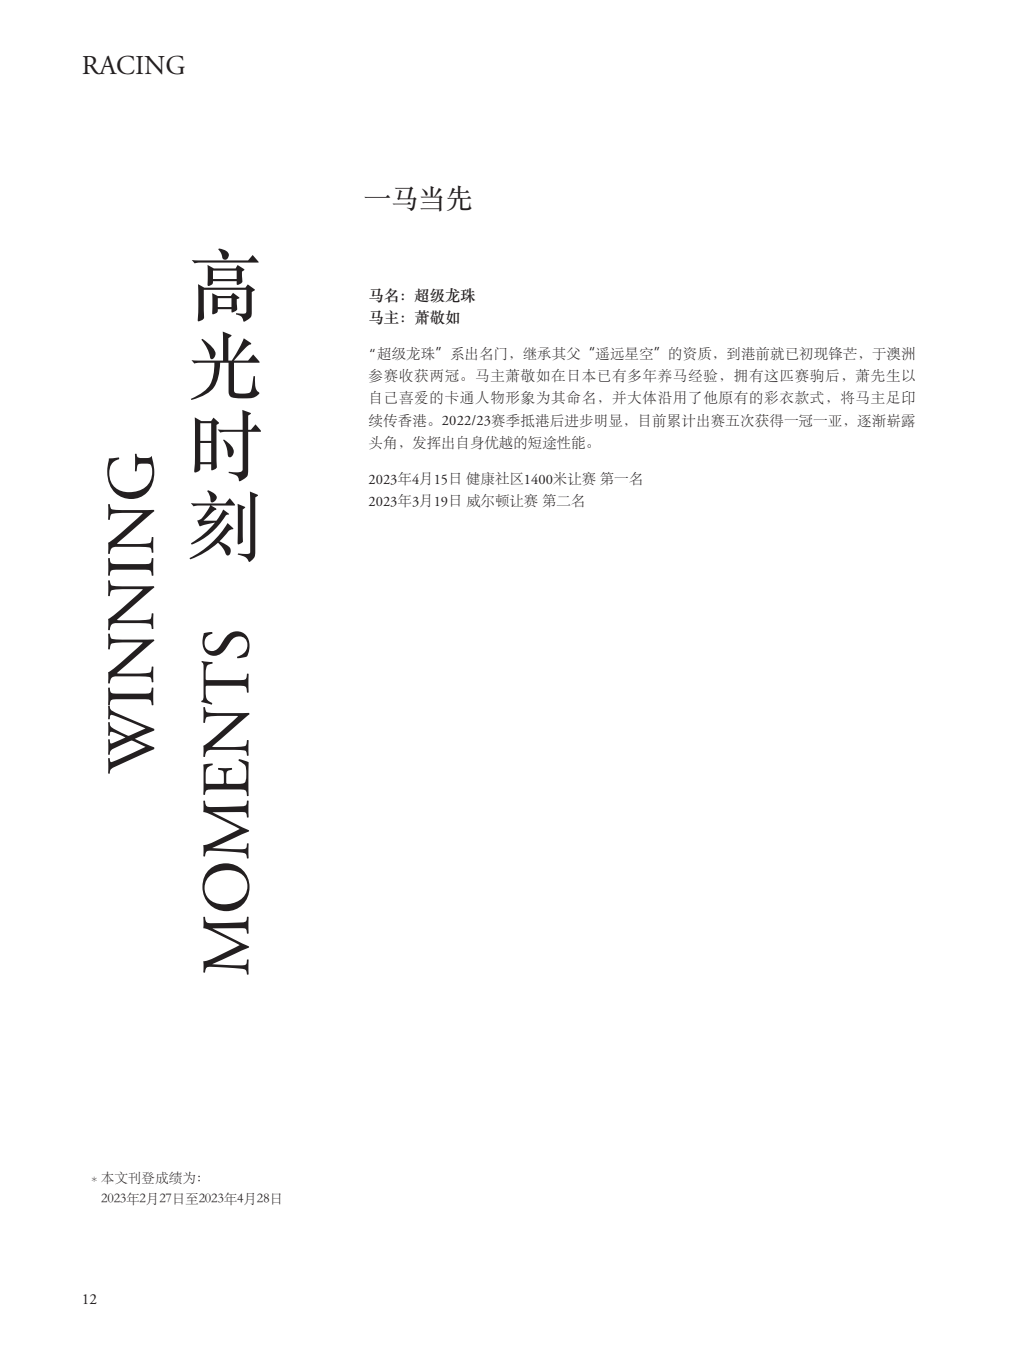 RACING
高光时刻
WINNING
MOMENTS
一马当先
马名：超级龙珠
马主：萧敬如
“超级龙珠”系出名门，继承其父“遥远星空”的资质，到港前就已初现锋芒，于澳洲
参赛收获两冠。马主萧敬如在日本已有多年养马经验，拥有这匹赛驹后，萧先生以
自己喜爱的卡通人物形象为其命名，并大体沿用了他原有的彩衣款式，将马主足印
续传香港。2022/23赛季抵港后进步明显，目前累计出赛五次获得一冠一亚，逐渐崭露
头角，发挥出自身优越的短途性能。
2023年4月15日 健康社区1400米让赛 第一名
2023年3月19日 威尔顿让赛 第二名
* 本文刊登成绩为：
2023年2月27日至2023年4月28日
12